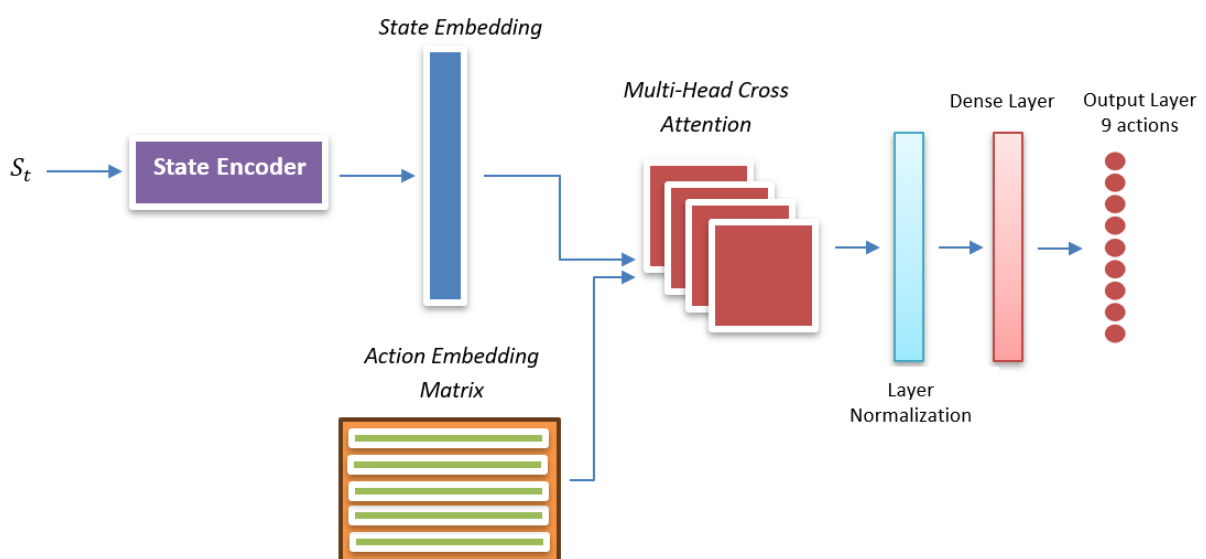 State Embedding
Multi-Head Cross
Attention
Dense Layer
Output Layer
9 actions
S_t
State Encoder
Action Embedding
Matrix
Layer
Normalization